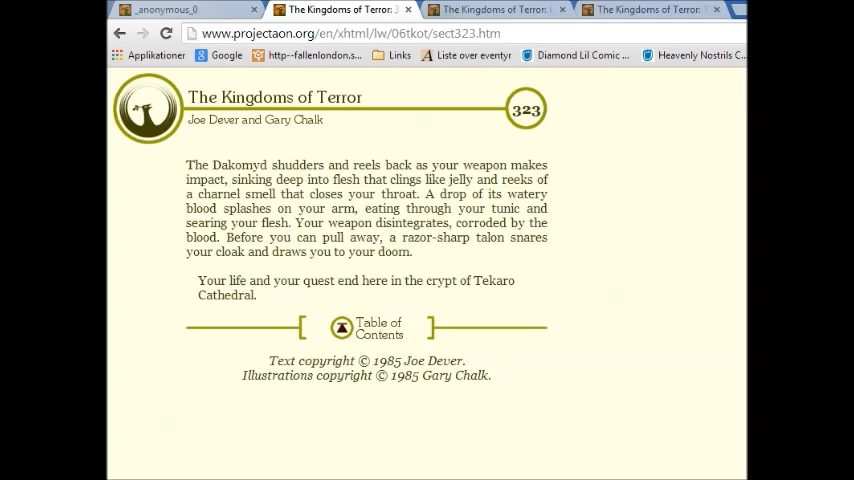 _anonymous_0
The Kingdoms of Terror: 3
The Kingdoms of Terror:
The Kingdoms of Terror:
www.projectaon.org/en/xhtml/lw/06tkot/sect323.htm
Applikationer
Google
http--fallenlondon.s...
Links
Liste over eventyr
Diamond Lil Comic ...
Heavenly Nostrils C
The Kingdoms of Terror
323
Joe Dever and Gary Chalk
The Dakomyd shudders and reels back as your weapon makes
impact, sinking deep into flesh that clings like jelly and reeks of
a charnel smell that closes your throat. A drop of its watery
blood splashes on your arm, eating through your tunic and
searing your flesh. Your weapon disintegrates, corroded by the
blood. Before you can pull away, a razor-sharp talon snares
your cloak and draws you to your doom.
Your life and your quest end here in the crypt of Tekaro
Cathedral.
Table of
Contents
Text copyright © 1985 Joe Dever.
Illustrations copyright © 1985 Gary Chalk.